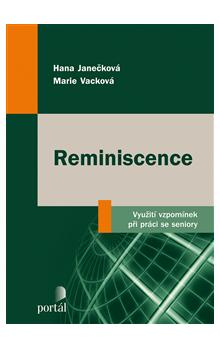 Hana Janečková
Marie Vacková
Reminiscence
Využití vzpomínek
při práci se seniory
portál